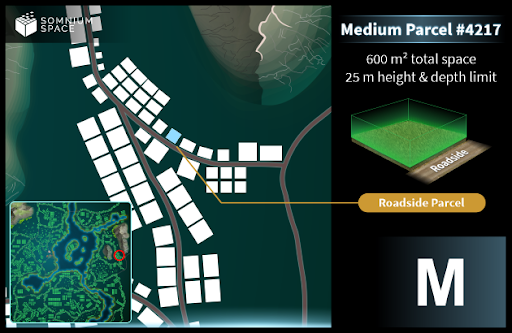 SOMNIUM
SPACE
Medium Parcel #4217
600 m² total space
25 m height & depth limit
Roadside
Roadside Parcel
M